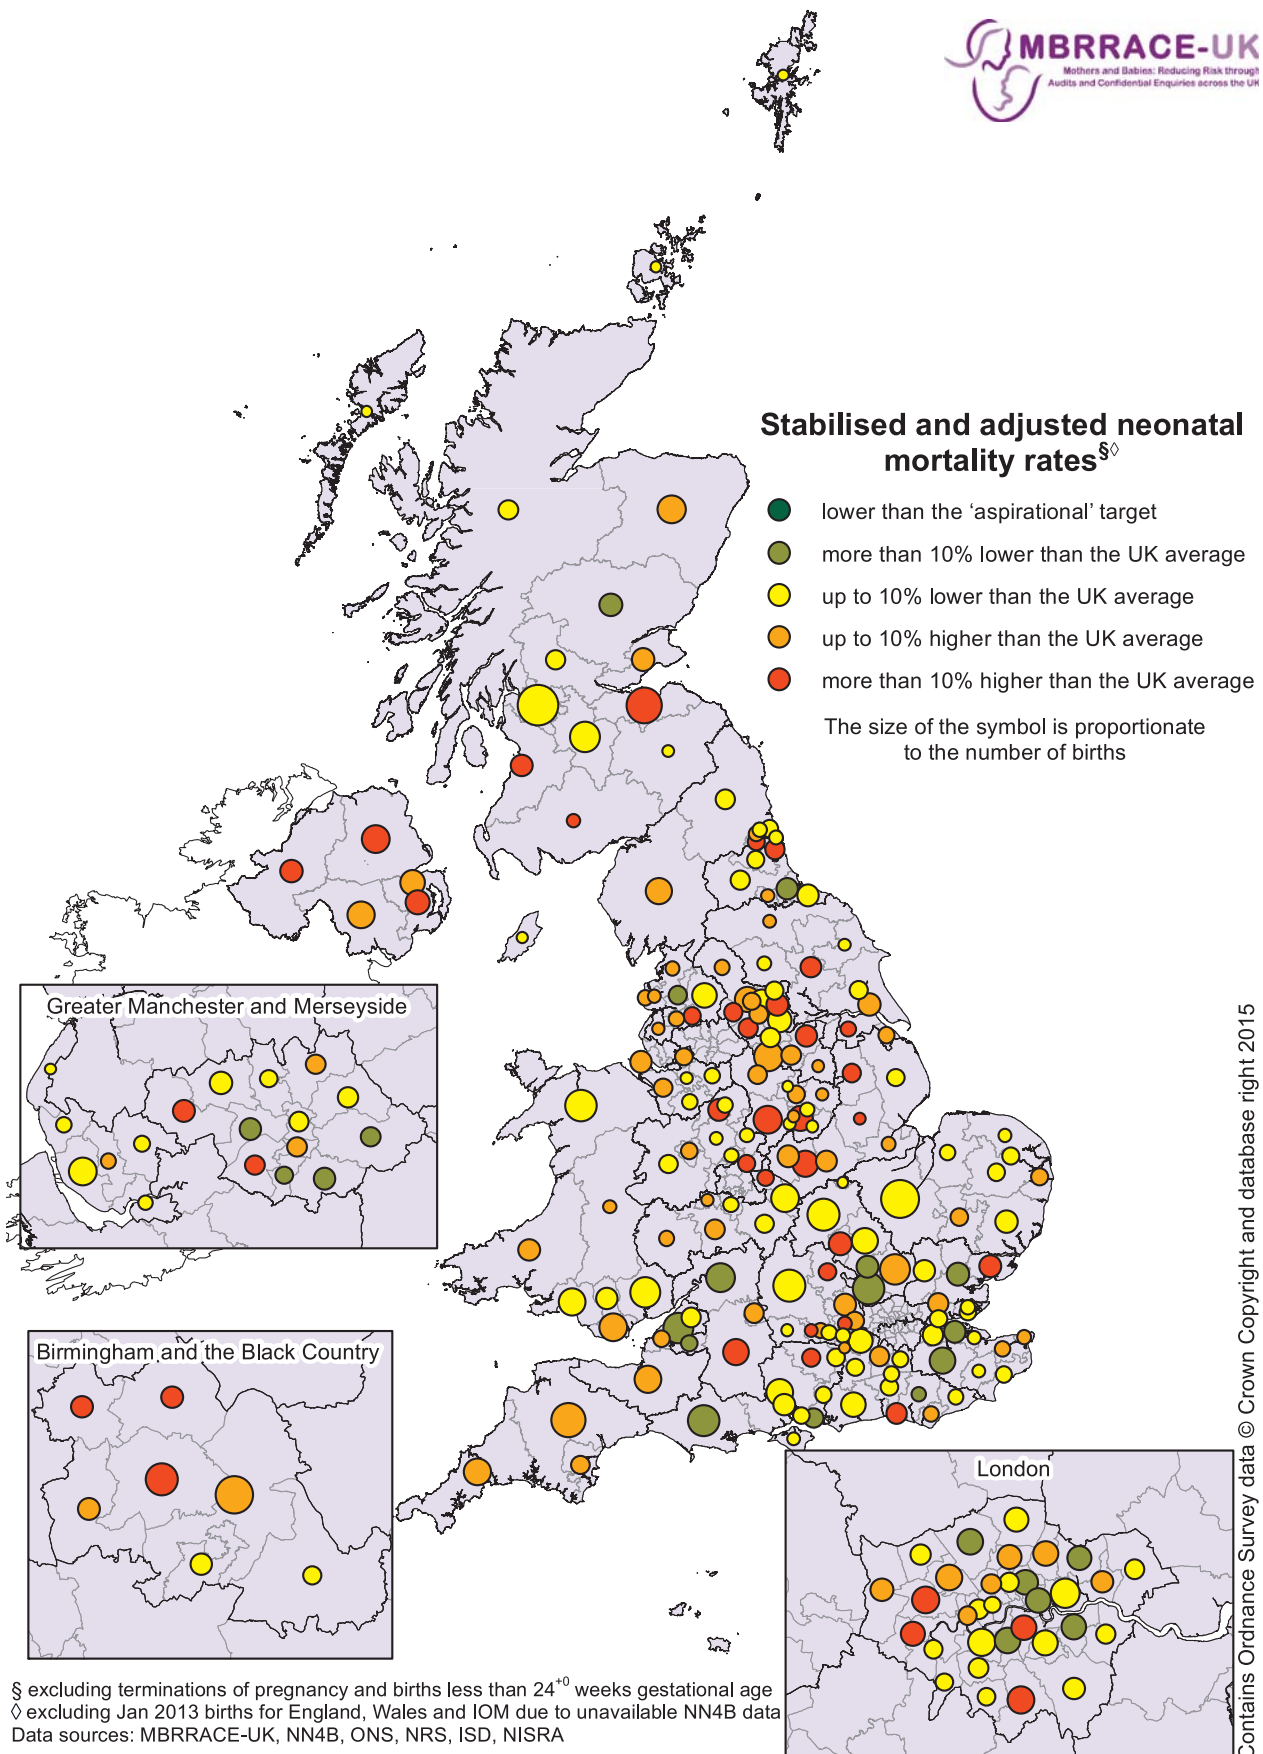 MBRRACE-UK
Mothers and Babies: Reducing Risk through
Audits and Confidential Enquiries across the UK
Stabilised and adjusted neonatal
mortality rates§◊
lower than the ‘aspirational’ target
more than 10% lower than the UK average
up to 10% lower than the UK average
up to 10% higher than the UK average
more than 10% higher than the UK average
The size of the symbol is proportionate
to the number of births
Greater Manchester and Merseyside
Birmingham and the Black Country
London
§ excluding terminations of pregnancy and births less than 24+0 weeks gestational age
◊ excluding Jan 2013 births for England, Wales and IOM due to unavailable NN4B data
Data sources: MBRRACE-UK, NN4B, ONS, NRS, ISD, NISRA
Contains Ordnance Survey data © Crown Copyright and database right 2015